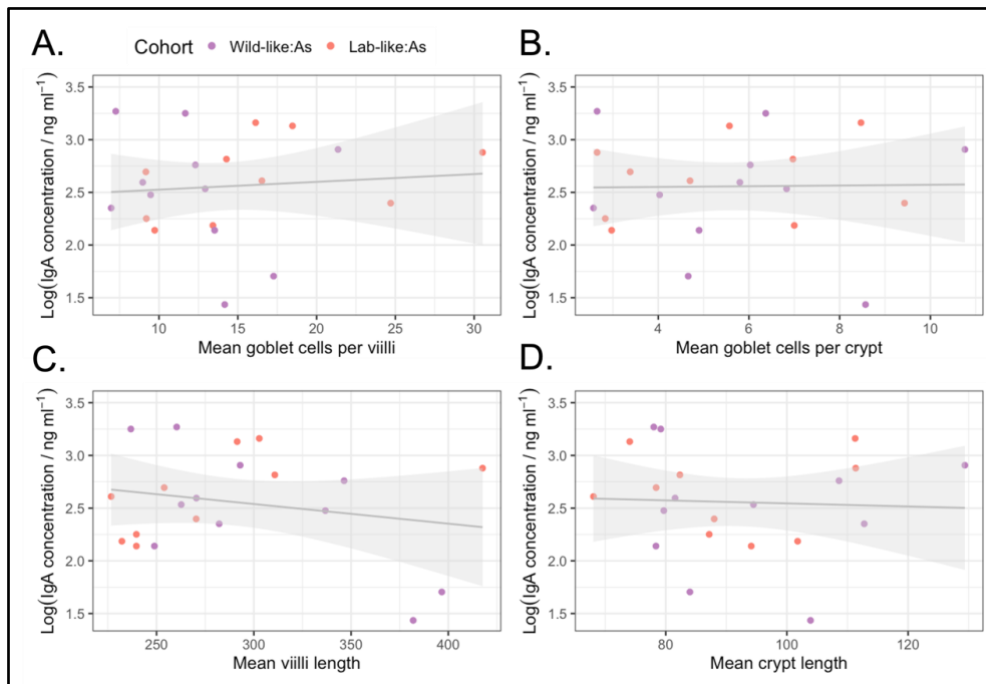 A.
Cohort Wild-like:As Lab-like:As
B.
Log(IgA concentration / ng ml⁻¹)
3.5
3.0
2.5
2.0
1.5
10 15 20 25 30
Mean goblet cells per viilli
Log(IgA concentration / ng ml⁻¹)
3.5
3.0
2.5
2.0
1.5
4 6 8 10
Mean goblet cells per crypt
C.
Log(IgA concentration / ng ml⁻¹)
3.5
3.0
2.5
2.0
1.5
250 300 350 400
Mean viilli length
D.
Log(IgA concentration / ng ml⁻¹)
3.5
3.0
2.5
2.0
1.5
80 100 120
Mean crypt length